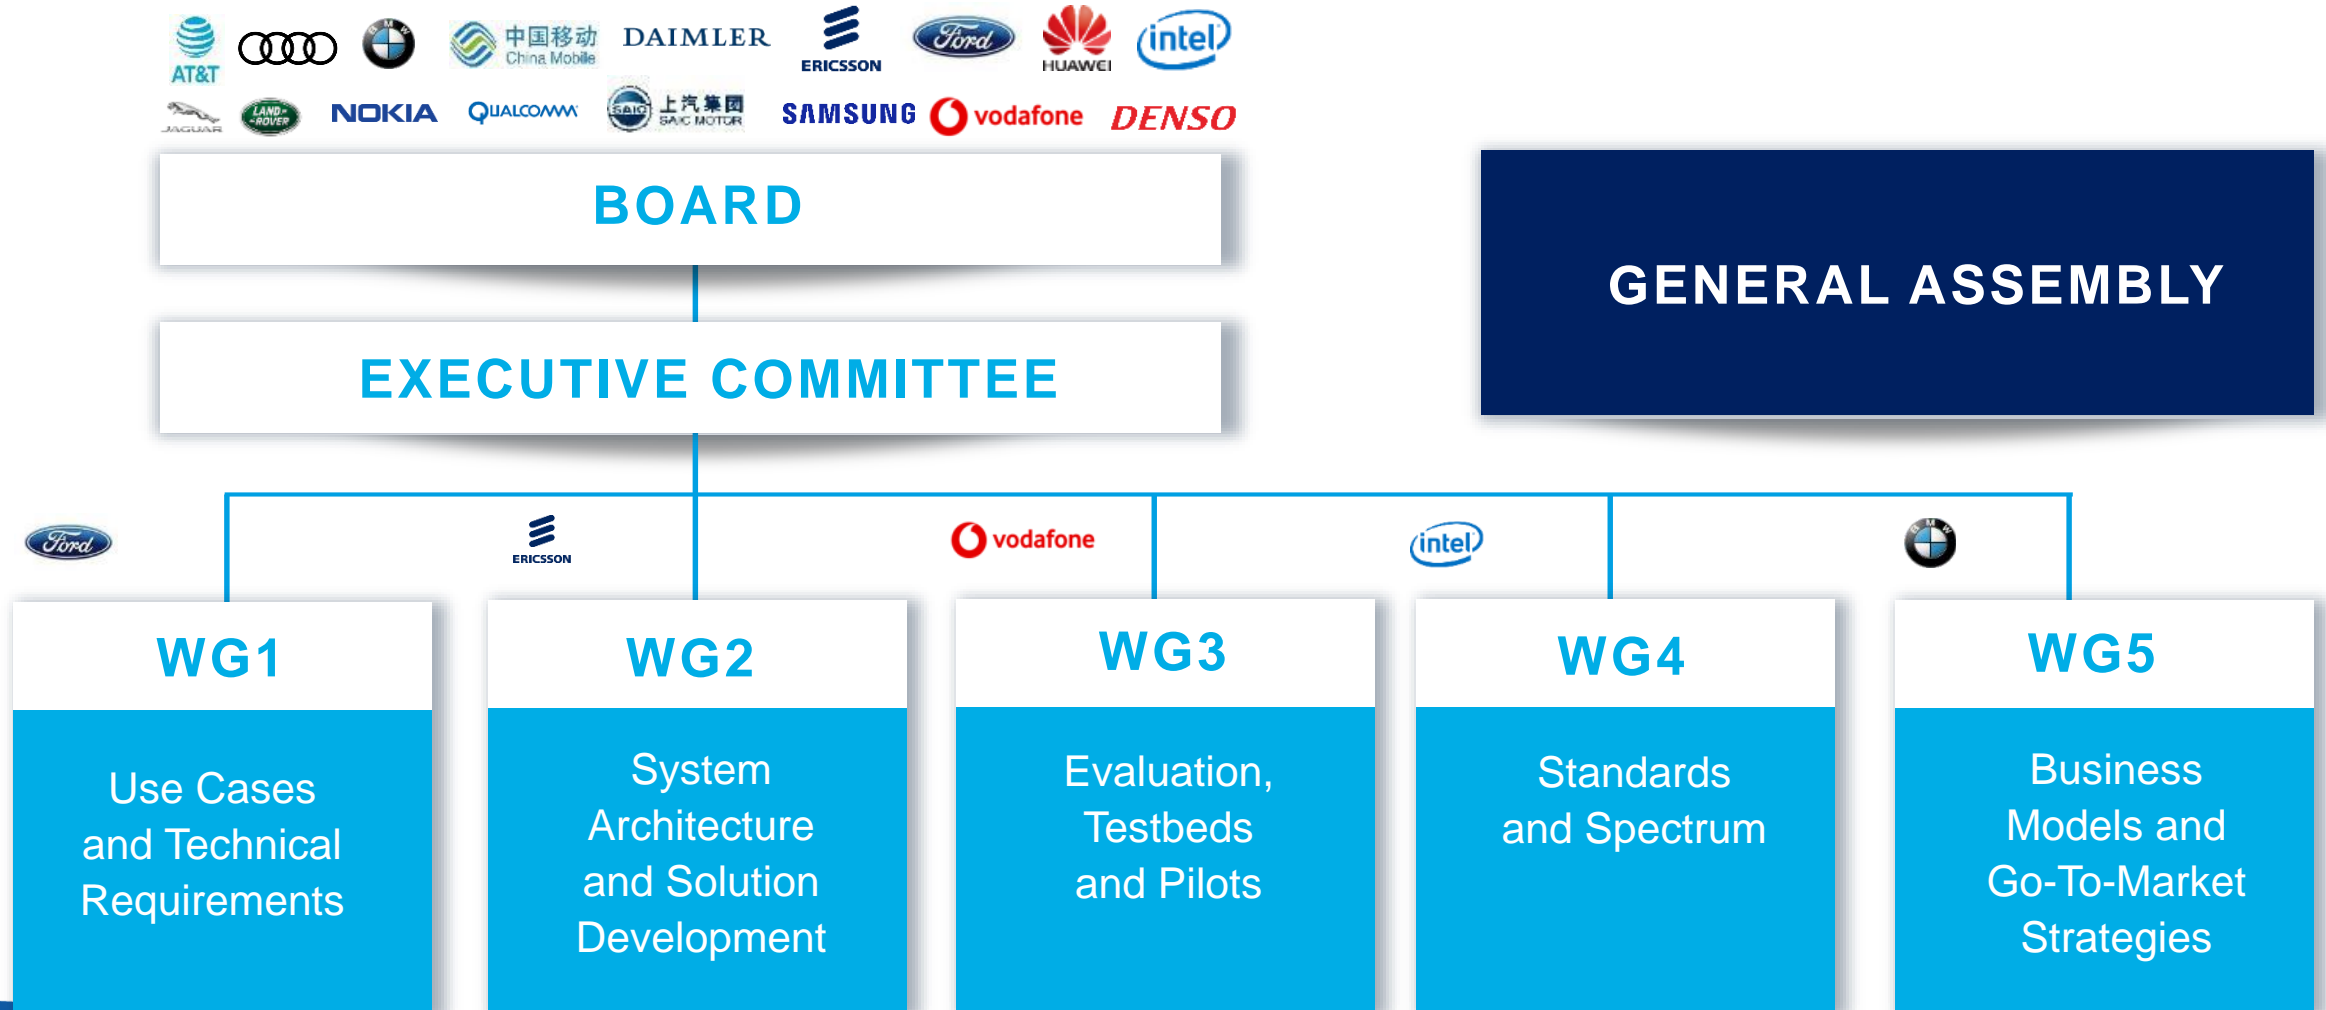 AT&T
BMW
中国移动
China Mobile
DAIMLER
ERICSSON
Ford
HUAWEI
intel
JAGUAR
LAND-
-ROVER
NOKIA
QUALCOMM
SAIC
上汽集团
SAIC MOTOR
SAMSUNG
vodafone
DENSO
BOARD
EXECUTIVE COMMITTEE
GENERAL ASSEMBLY
Ford
ERICSSON
vodafone
intel
BMW
WG1
Use Cases
and Technical
Requirements
WG2
System
Architecture
and Solution
Development
WG3
Evaluation,
Testbeds
and Pilots
WG4
Standards
and Spectrum
WG5
Business
Models and
Go-To-Market
Strategies